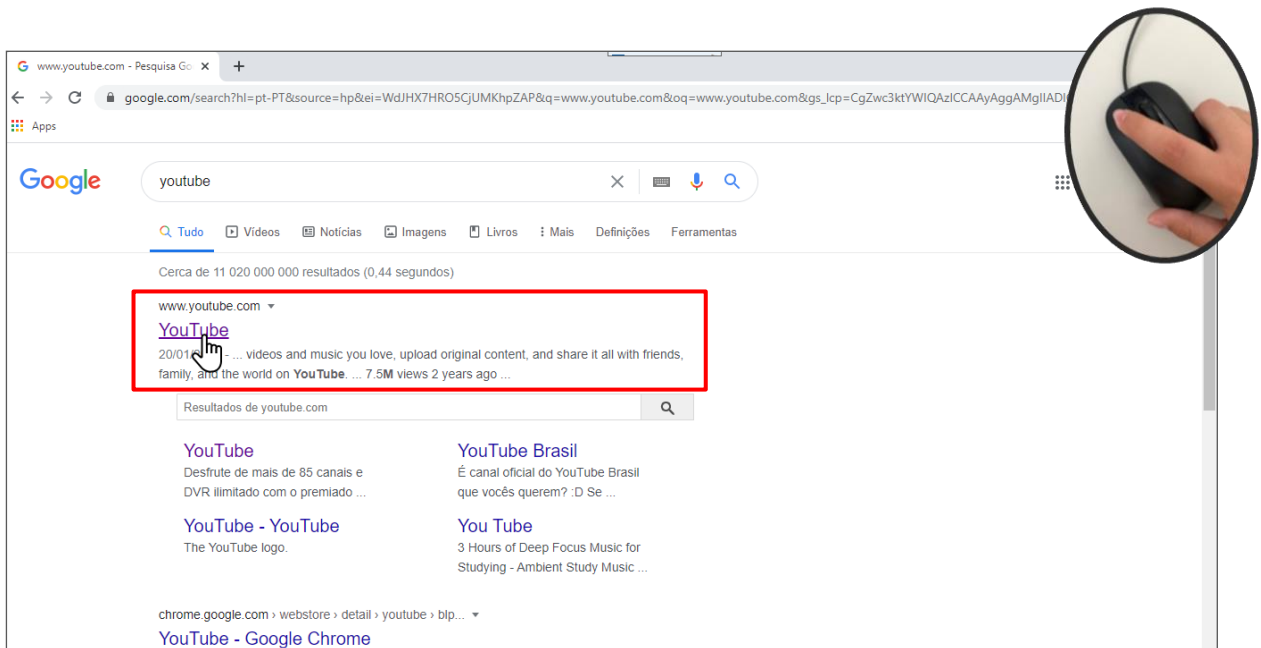 www.youtube.com - Pesquisa Go
google.com/search?hl=pt-PT&source=hp&ei=WdJHX7HRO5CjUMKhpZAP&q=www.youtube.com&oq=www.youtube.com&gs_lcp=CgZwc3ktYWIQAzICCAAyAggAMgIIADI
Apps
Google
youtube
Tudo Vídeos Notícias Imagens Livros Mais Definições Ferramentas
Cerca de 11 020 000 000 resultados (0,44 segundos)
www.youtube.com
YouTube
20/01/ - ... videos and music you love, upload original content, and share it all with friends,
family, and the world on YouTube. ... 7.5M views 2 years ago ...
Resultados de youtube.com
YouTube
Desfrute de mais de 85 canais e
DVR ilimitado com o premiado ...
YouTube Brasil
É canal oficial do YouTube Brasil
que vocês querem? :D Se ...
YouTube - YouTube
The YouTube logo.
You Tube
3 Hours of Deep Focus Music for
Studying - Ambient Study Music ...
chrome.google.com › webstore › detail › youtube › blp...
YouTube - Google Chrome